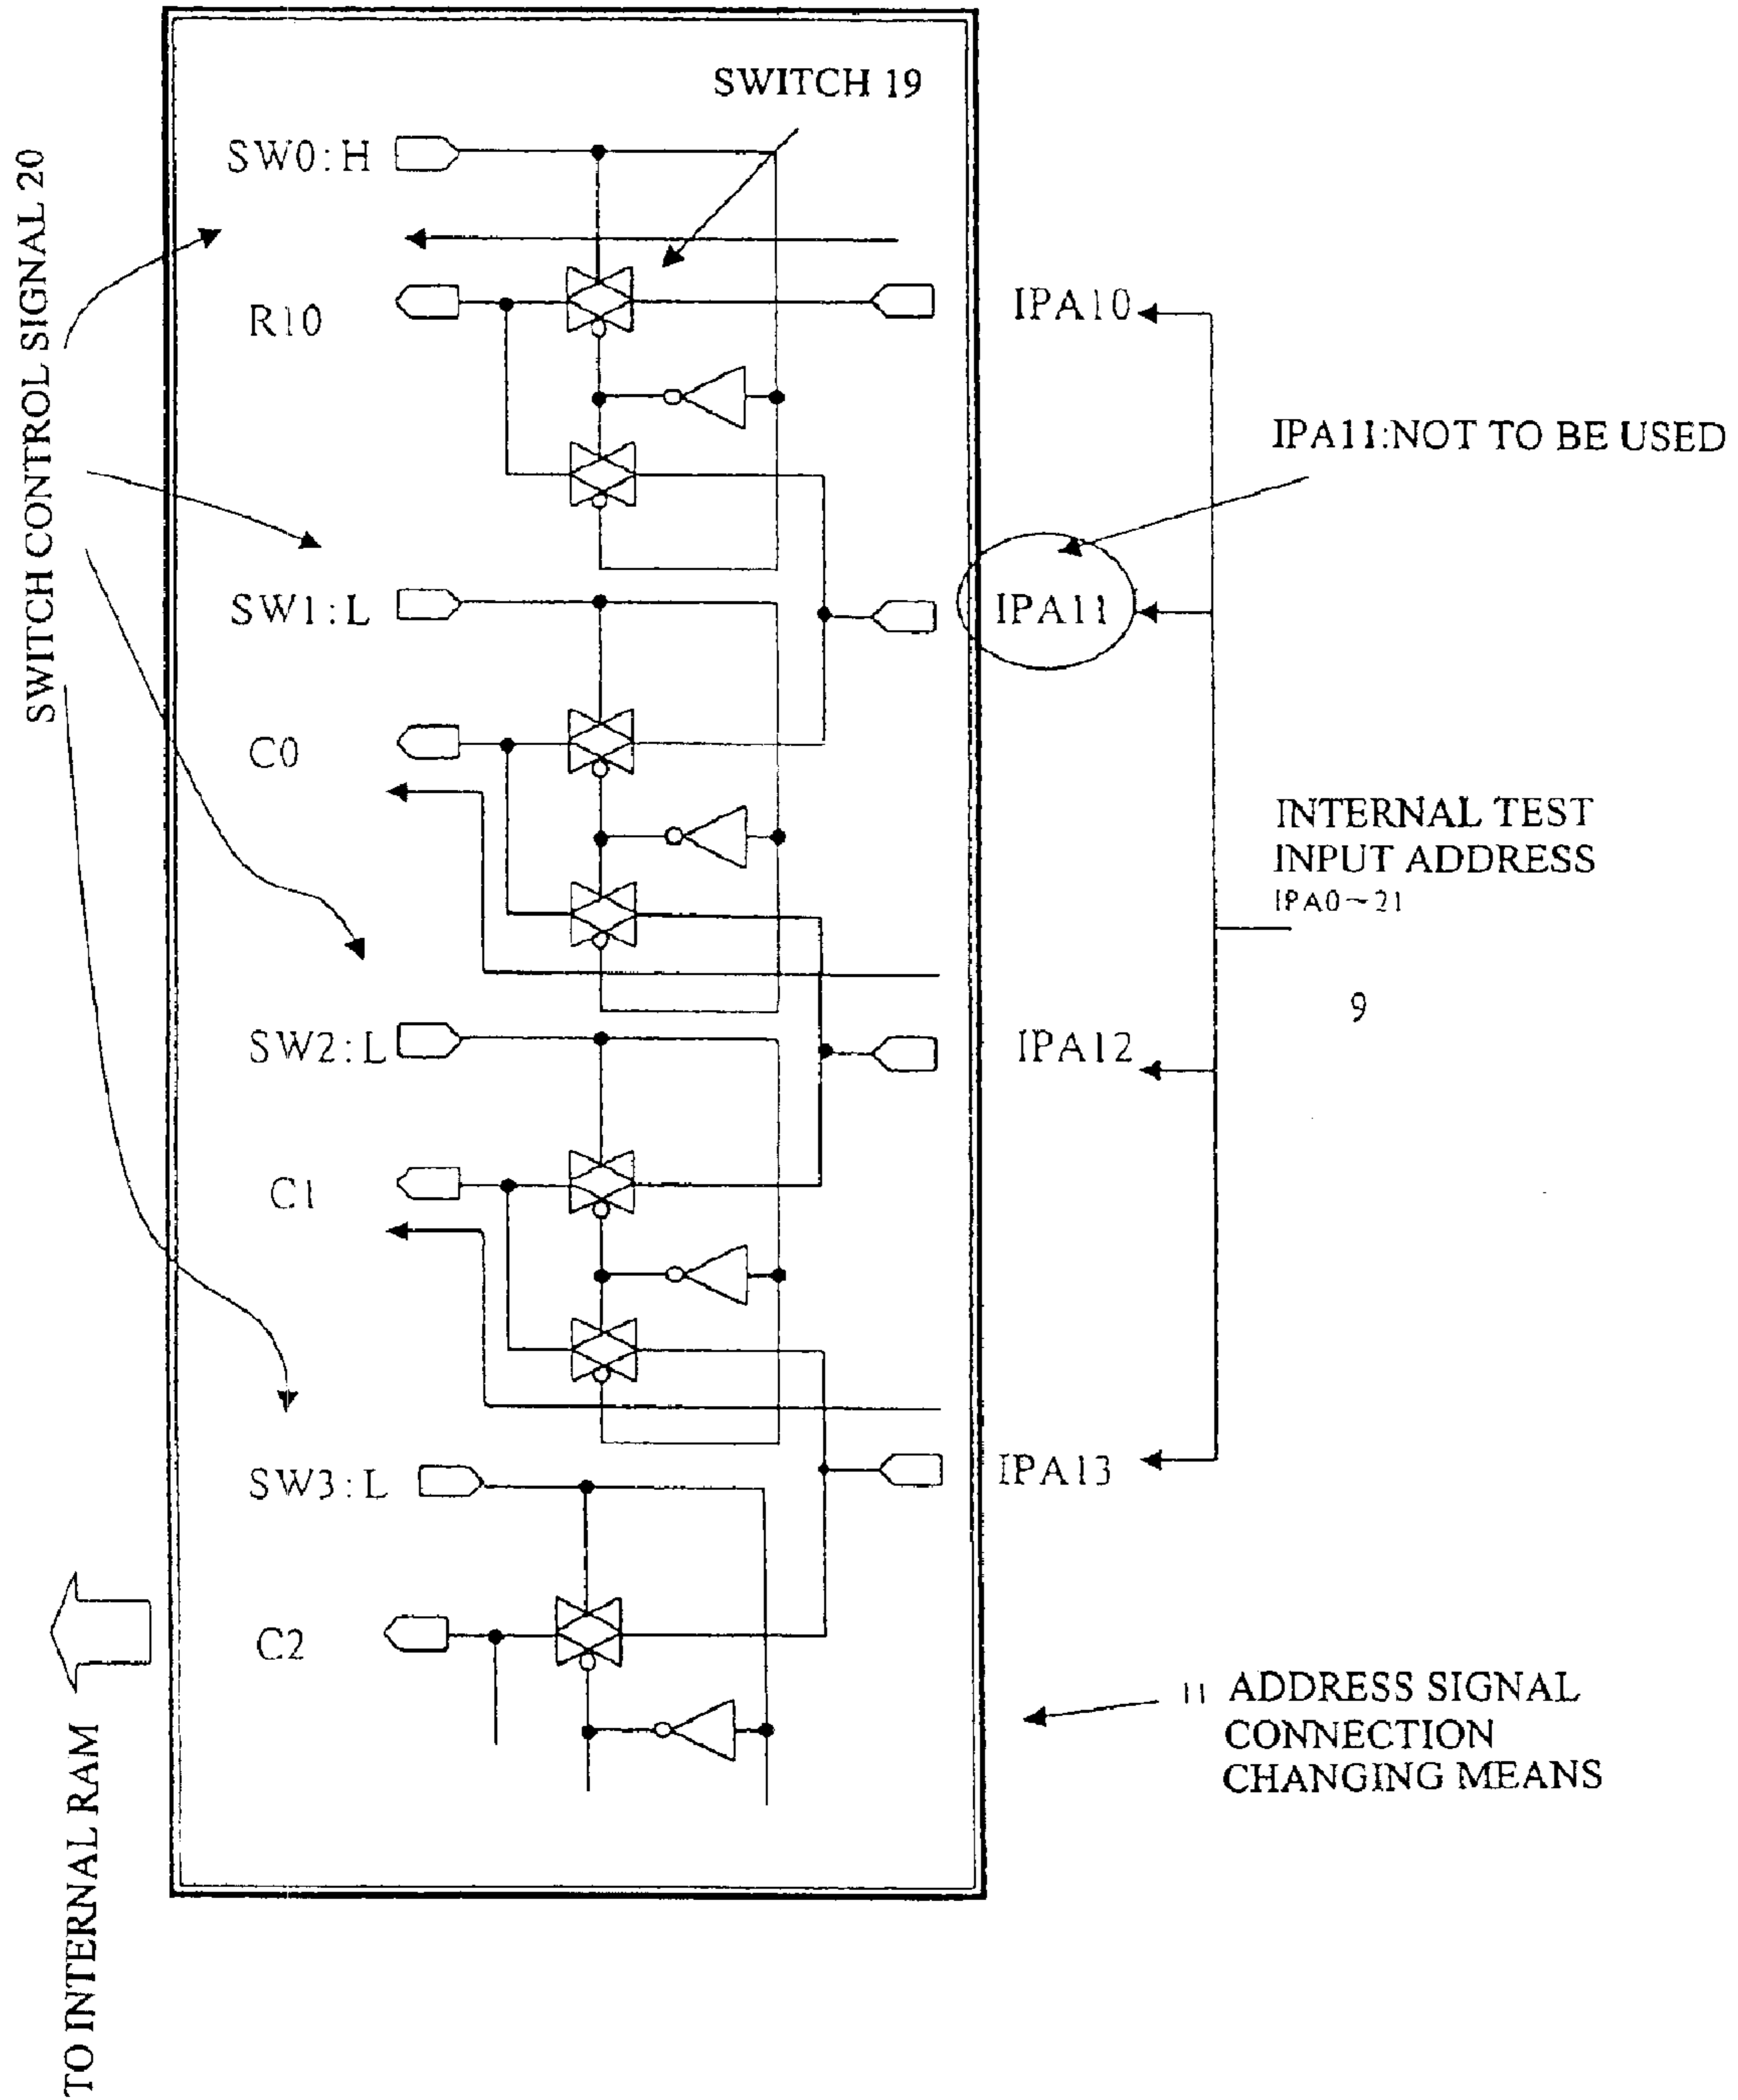 SWITCH 19
SWITCH CONTROL SIGNAL 20
SW0:H
R10
IPA10
IPA11:NOT TO BE USED
SW1:L
IPA11
C0
INTERNAL TEST
INPUT ADDRESS
IPA0~21
9
SW2:L
IPA12
C1
SW3:L
IPA13
C2
11 ADDRESS SIGNAL
CONNECTION
CHANGING MEANS
TO INTERNAL RAM